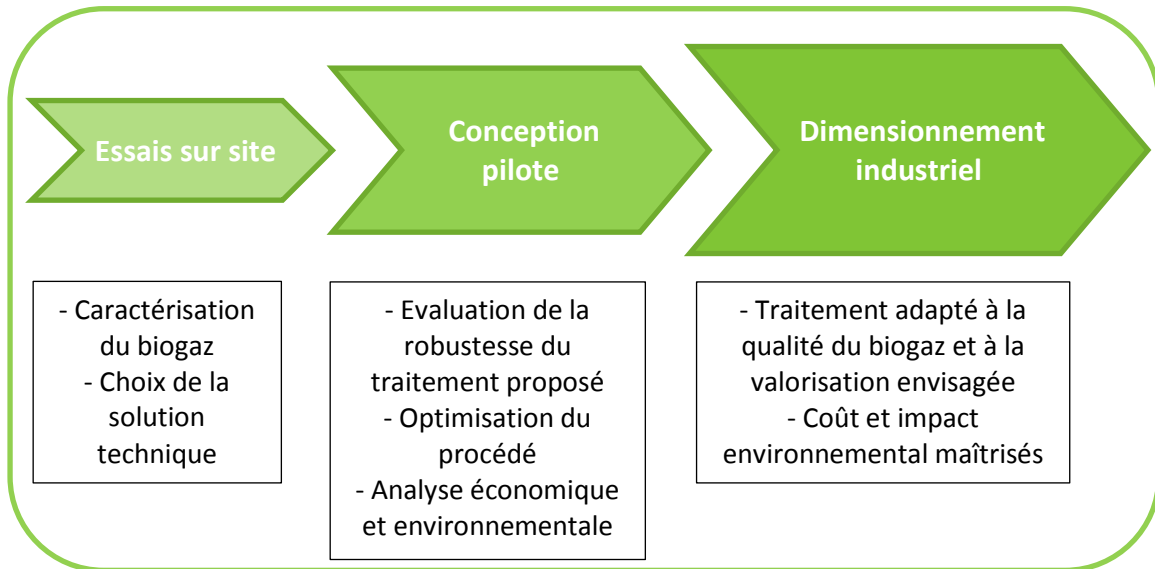 Essais sur site
Conception
pilote
Dimensionnement
industriel
- Caractérisation
du biogaz
- Choix de la
solution
technique
- Evaluation de la
robustesse du
traitement proposé
- Optimisation du
procédé
- Analyse économique
et environnementale
- Traitement adapté à la
qualité du biogaz et à la
valorisation envisagée
- Coût et impact
environnemental maîtrisés